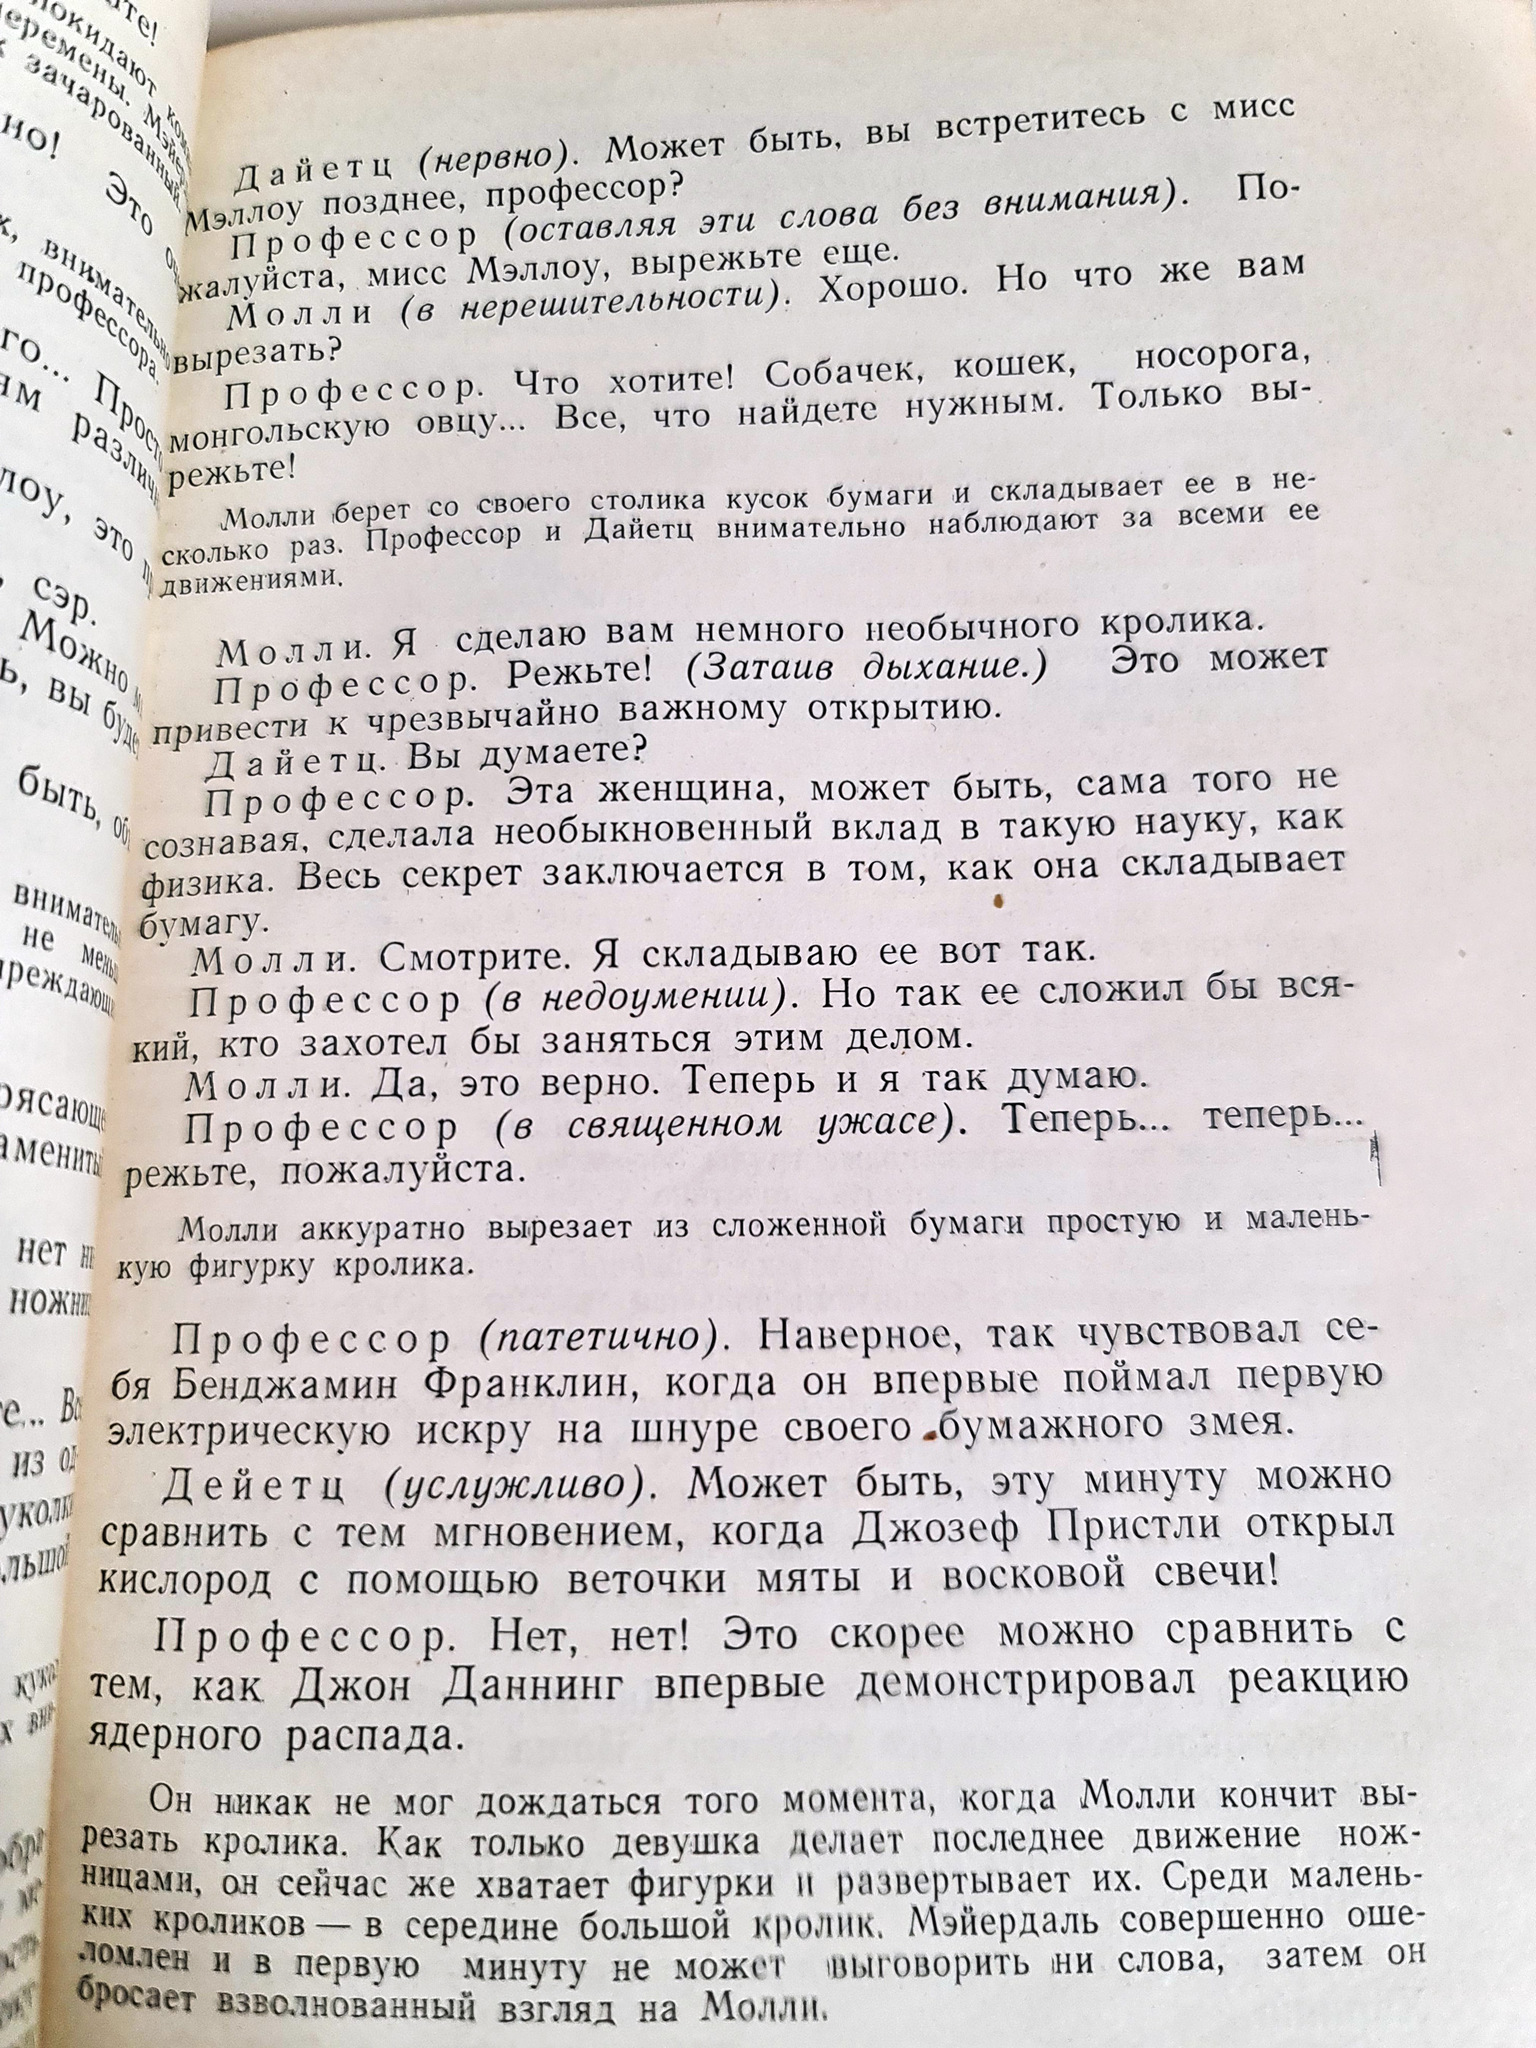 Дайетц (нервно). Может быть, вы встретитесь с мисс
Мэллоу позднее, профессор?
Профессор (оставляя эти слова без внимания). По-
жалуйста, мисс Мэллоу, вырежьте еще.
Молли (в нерешительности). Хорошо. Но что же вам
вырезать?
Профессор. Что хотите! Собачек, кошек, носорога,
монгольскую овцу... Все, что найдете нужным. Только вы-
режьте!
Молли берет со своего столика кусок бумаги и складывает ее в не-
сколько раз. Профессор и Дайетц внимательно наблюдают за всеми ее
движениями.
Молли. Я сделаю вам немного необычного кролика.
Профессор. Режьте! (Затаив дыхание.) Это может
привести к чрезвычайно важному открытию.
Дайетц. Вы думаете?
Профессор. Эта женщина, может быть, сама того не
сознавая, сделала необыкновенный вклад в такую науку, как
физика. Весь секрет заключается в том, как она складывает
бумагу.
Молли. Смотрите. Я складываю ее вот так.
Профессор (в недоумении). Но так ее сложил бы вся-
кий, кто захотел бы заняться этим делом.
Молли. Да, это верно. Теперь и я так думаю.
Профессор (в священном ужасе). Теперь... теперь...
режьте, пожалуйста.
Молли аккуратно вырезает из сложенной бумаги простую и малень-
кую фигурку кролика.
Профессор (патетично). Наверное, так чувствовал се-
бя Бенджамин Франклин, когда он впервые поймал первую
электрическую искру на шнуре своего бумажного змея.
Дейетц (услужливо). Может быть, эту минуту можно
сравнить с тем мгновением, когда Джозеф Пристли открыл
кислород с помощью веточки мяты и восковой свечи!
Профессор. Нет, нет! Это скорее можно сравнить с
тем, как Джон Даннинг впервые демонстрировал реакцию
ядерного распада.
Он никак не мог дождаться того момента, когда Молли кончит вы-
резать кролика. Как только девушка делает последнее движение нож-
ницами, он сейчас же хватает фигурки и развертывает их. Среди малень-
ких кроликов — в середине большой кролик. Мэйердаль совершенно оше-
ломлен и в первую минуту не может выговорить ни слова, затем он
бросает взволнованный взгляд на Молли.